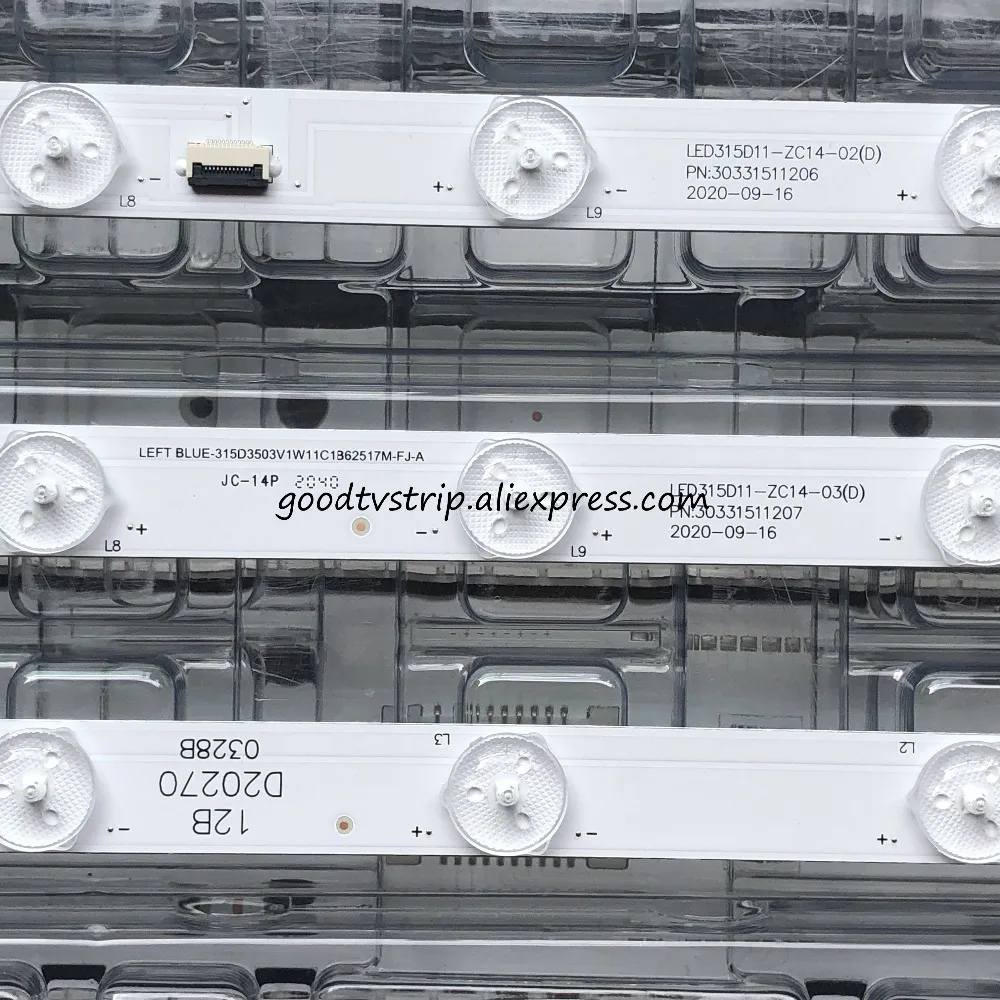 L8
-
+
L9
-
LED315D11-ZC14-02(D)
PN:30331511206
2020-09-16
+
LEFT BLUE-315D3503V1W11C1B62517M-FJ-A
JC-14P 2040
goodtvstrip.aliexpress.com
LED315D11-ZC14-03(D)
PN:30331511207
2020-09-16
+
L8
-
L9
+
-
0328B
D20270
12B
-
L3
+
-
L2
+